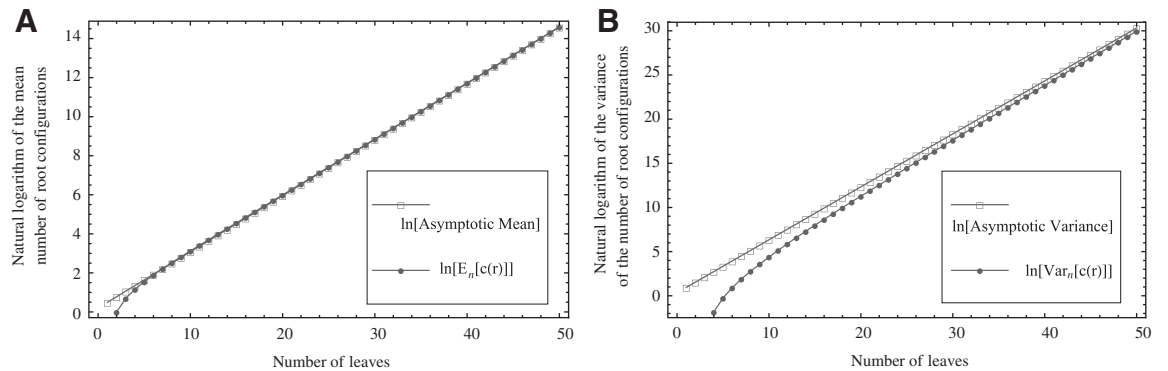 A
Natural logarithm of the mean
number of root configurations
14
12
10
8
6
4
2
0
ln[Asymptotic Mean]
ln[E_n[c(r)]]
0
10
20
30
40
50
Number of leaves
B
Natural logarithm of the variance
of the number of root configurations
30
25
20
15
10
5
0
ln[Asymptotic Variance]
ln[Var_n[c(r)]]
0
10
20
30
40
50
Number of leaves